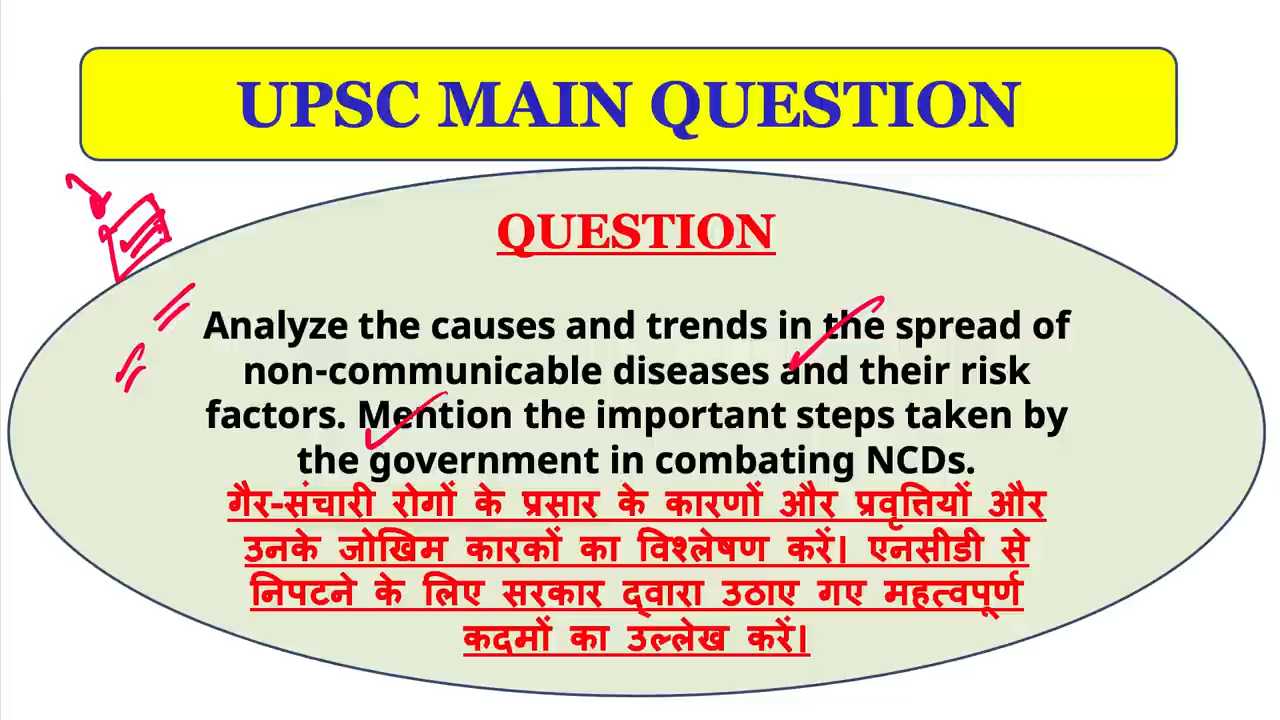 UPSC MAIN QUESTION
QUESTION
Analyze the causes and trends in the spread of
non-communicable diseases and their risk
factors. Mention the important steps taken by
the government in combating NCDs.
गैर-संचारी रोगों के प्रसार के कारणों और प्रवृत्तियों और
उनके जोखिम कारकों का विश्लेषण करें। एनसीडी से
निपटने के लिए सरकार द्वारा उठाए गए महत्वपूर्ण
कदमों का उल्लेख करें।